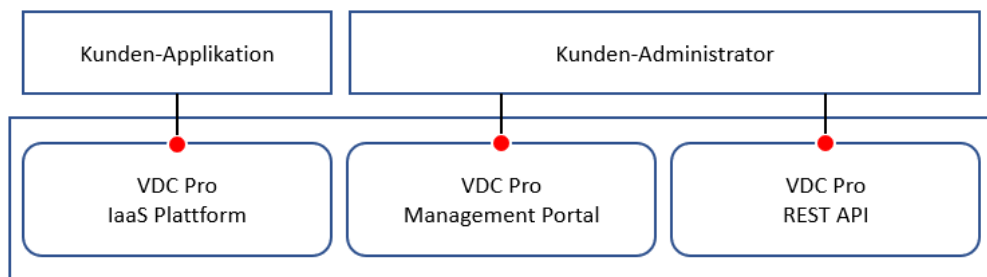 Kunden-Applikation
Kunden-Administrator
VDC Pro
IaaS Plattform
VDC Pro
Management Portal
VDC Pro
REST API